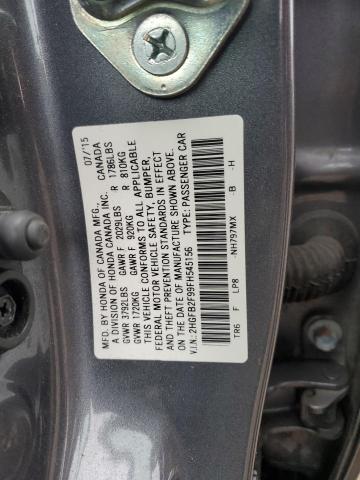 MFD. BY HONDA OF CANADA MFG., 07/15
A DIVISION OF HONDA CANADA INC. CANADA
GVWR 3792LBS GAWR F 2029LBS R 1786LBS
GVWR 1720KG GAWR F 920KG R 810KG
THIS VEHICLE CONFORMS TO ALL APPLICABLE
FEDERAL MOTOR VEHICLE SAFETY, BUMPER,
AND THEFT PREVENTION STANDARDS IN EFFECT
ON THE DATE OF MANUFACTURE SHOWN ABOVE.
V.I.N.: 2HGFB2F99FH545156 TYPE: PASSENGER CAR
TR6 F LP8 -NH797MX -B -H